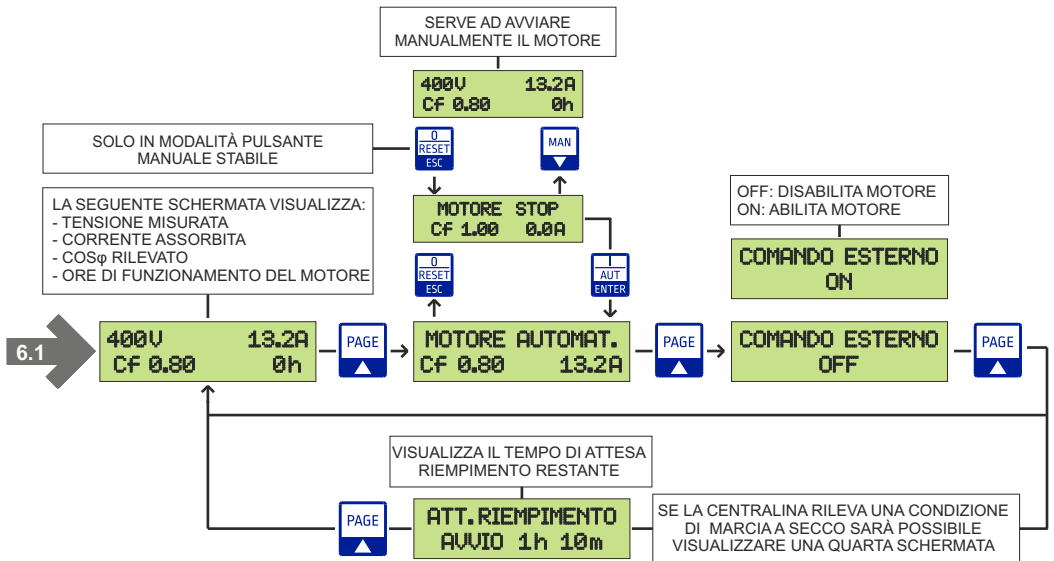 SERVE AD AVVIARE
MANUALMENTE IL MOTORE
400V 13.2A
Cf 0.80 0h
SOLO IN MODALITÀ PULSANTE
MANUALE STABILE
0
RESET
ESC
MAN
LA SEGUENTE SCHERMATA VISUALIZZA:
- TENSIONE MISURATA
- CORRENTE ASSORBITA
- COSφ RILEVATO
- ORE DI FUNZIONAMENTO DEL MOTORE
MOTORE STOP
Cf 1.00 0.0A
OFF: DISABILITA MOTORE
ON: ABILITA MOTORE
0
RESET
ESC
I
AUT
ENTER
COMANDO ESTERNO
ON
6.1
400V 13.2A
Cf 0.80 0h
PAGE
MOTORE AUTOMAT.
Cf 0.80 13.2A
PAGE
COMANDO ESTERNO
OFF
PAGE
VISUALIZZA IL TEMPO DI ATTESA
RIEMPIMENTO RESTANTE
PAGE
ATT.RIEMPIMENTO
AVVIO 1h 10m
SE LA CENTRALINA RILEVA UNA CONDIZIONE
DI MARCIA A SECCO SARÀ POSSIBILE
VISUALIZZARE UNA QUARTA SCHERMATA